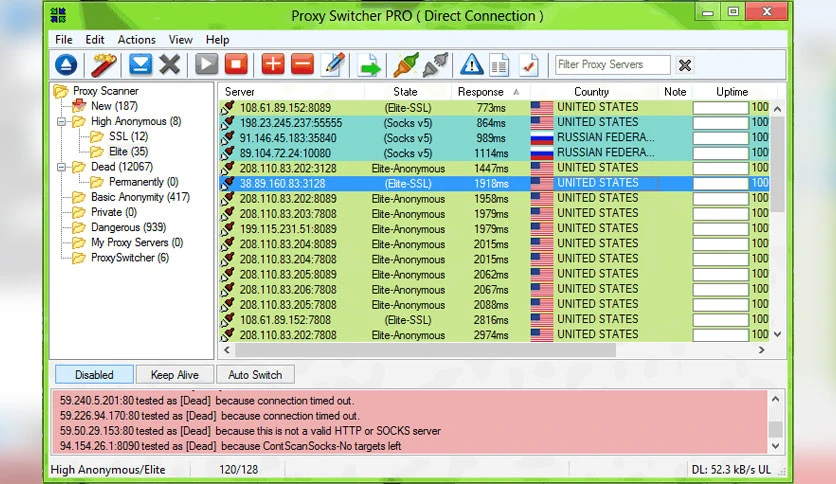 Proxy Switcher PRO ( Direct Connection )
File Edit Actions View Help
Filter Proxy Servers
Proxy Scanner
New (187)
High Anonymous (8)
SSL (12)
Elite (35)
Dead (12067)
Permanently (0)
Basic Anonymity (417)
Private (0)
Dangerous (939)
My Proxy Servers (0)
ProxySwitcher (6)
Server State Response Country Note Uptime
108.61.89.152:8089 (Elite-SSL) 773ms UNITED STATES 100
198.23.245.237:55555 (Socks v5) 864ms UNITED STATES 100
91.146.45.183:35840 (Socks v5) 989ms RUSSIAN FEDERA... 100
89.104.72.24:10080 (Socks v5) 1114ms RUSSIAN FEDERA... 100
208.110.83.202:3128 Elite-Anonymous 1447ms UNITED STATES 100
38.89.160.83:3128 (Elite-SSL) 1918ms UNITED STATES 100
208.110.83.202:8089 Elite-Anonymous 1958ms UNITED STATES 100
208.110.83.203:7808 Elite-Anonymous 1979ms UNITED STATES 100
199.115.231.51:8089 Elite-Anonymous 1979ms UNITED STATES 100
208.110.83.204:8089 Elite-Anonymous 2015ms UNITED STATES 100
208.110.83.204:7808 Elite-Anonymous 2015ms UNITED STATES 100
208.110.83.205:8089 Elite-Anonymous 2062ms UNITED STATES 100
208.110.83.206:7808 Elite-Anonymous 2067ms UNITED STATES 100
208.110.83.205:7808 Elite-Anonymous 2088ms UNITED STATES 100
108.61.89.152:7808 (Elite-SSL) 2816ms UNITED STATES 100
208.110.83.202:7808 Elite-Anonymous 2974ms UNITED STATES 100
Disabled Keep Alive Auto Switch
59.240.5.201:80 tested as [Dead] because connection timed out.
59.226.94.170:80 tested as [Dead] because connection timed out.
59.50.29.153:80 tested as [Dead] because this is not a valid HTTP or SOCKS server
94.154.26.1:8090 tested as [Dead] because ContScanSocks-No targets left
High Anonymous/Elite 120/128 DL: 52.3 kB/s UL